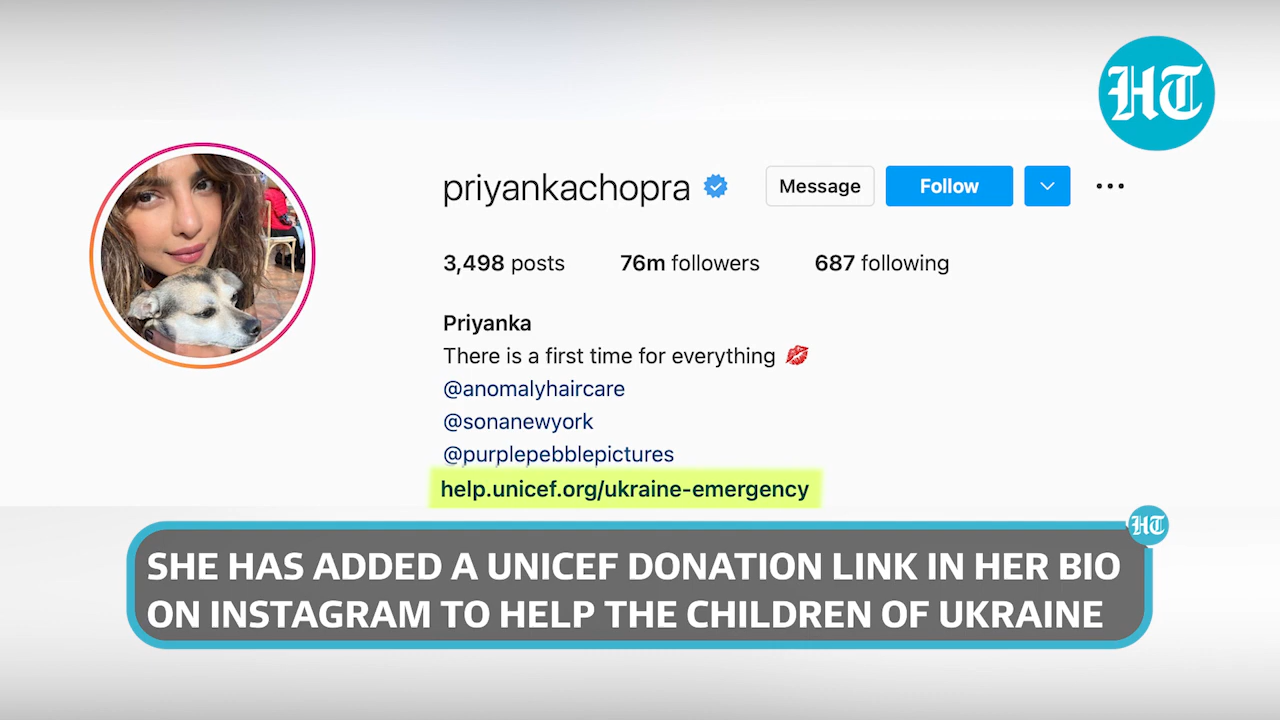 HT
priyankachopra
Message
Follow
3,498 posts
76m followers
687 following
Priyanka
There is a first time for everything 💋
@anomalyhaircare
@sonanewyork
@purplepebblepictures
help.unicef.org/ukraine-emergency
HT
SHE HAS ADDED A UNICEF DONATION LINK IN HER BIO
ON INSTAGRAM TO HELP THE CHILDREN OF UKRAINE